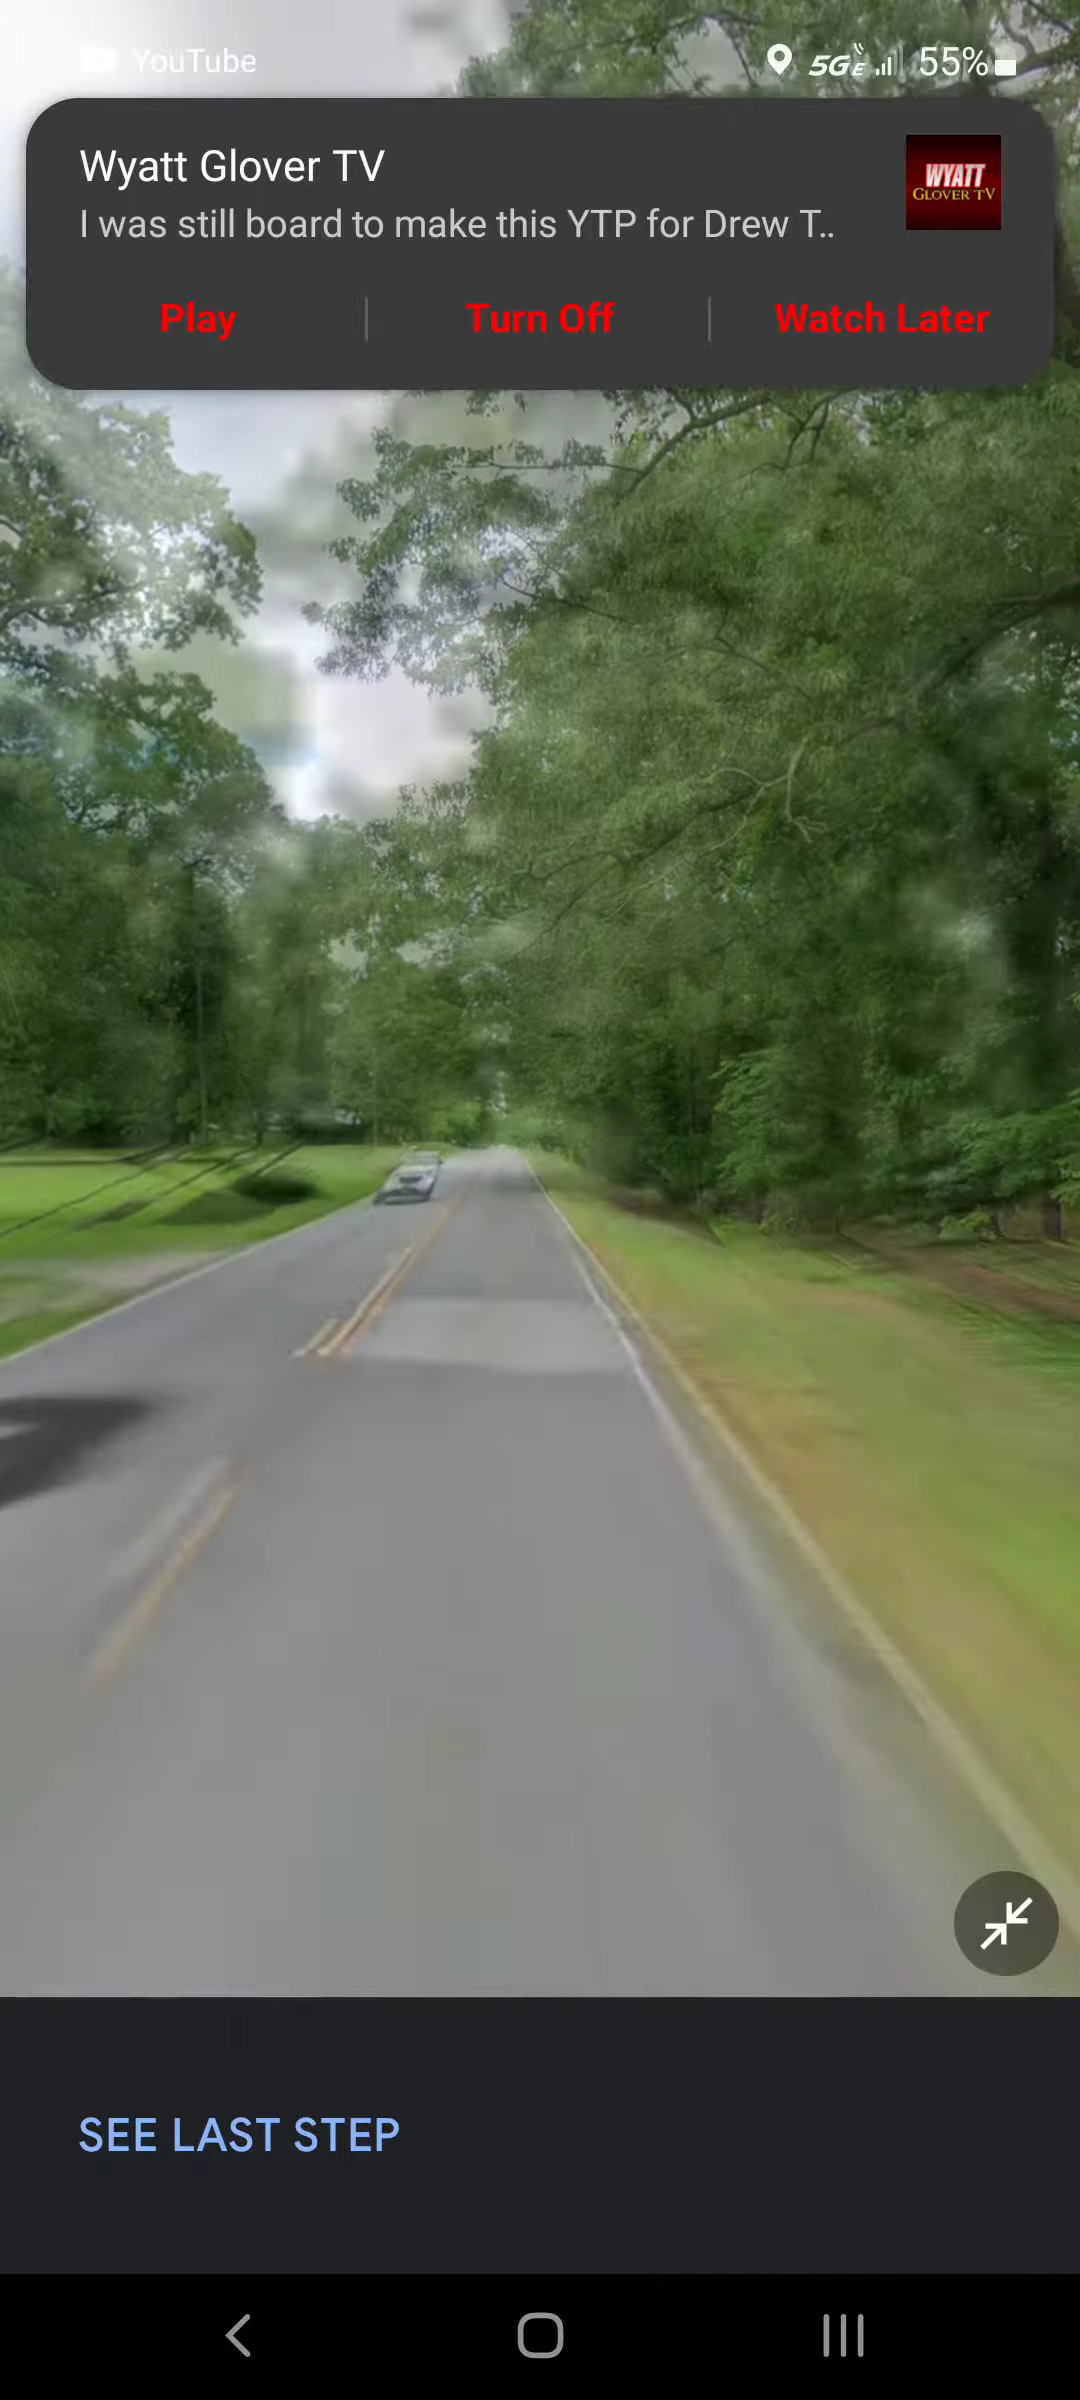 YouTube
5GE 55%
Wyatt Glover TV
I was still board to make this YTP for Drew T..
WYATT
GLOVER TV
Play
Turn Off
Watch Later
SEE LAST STEP